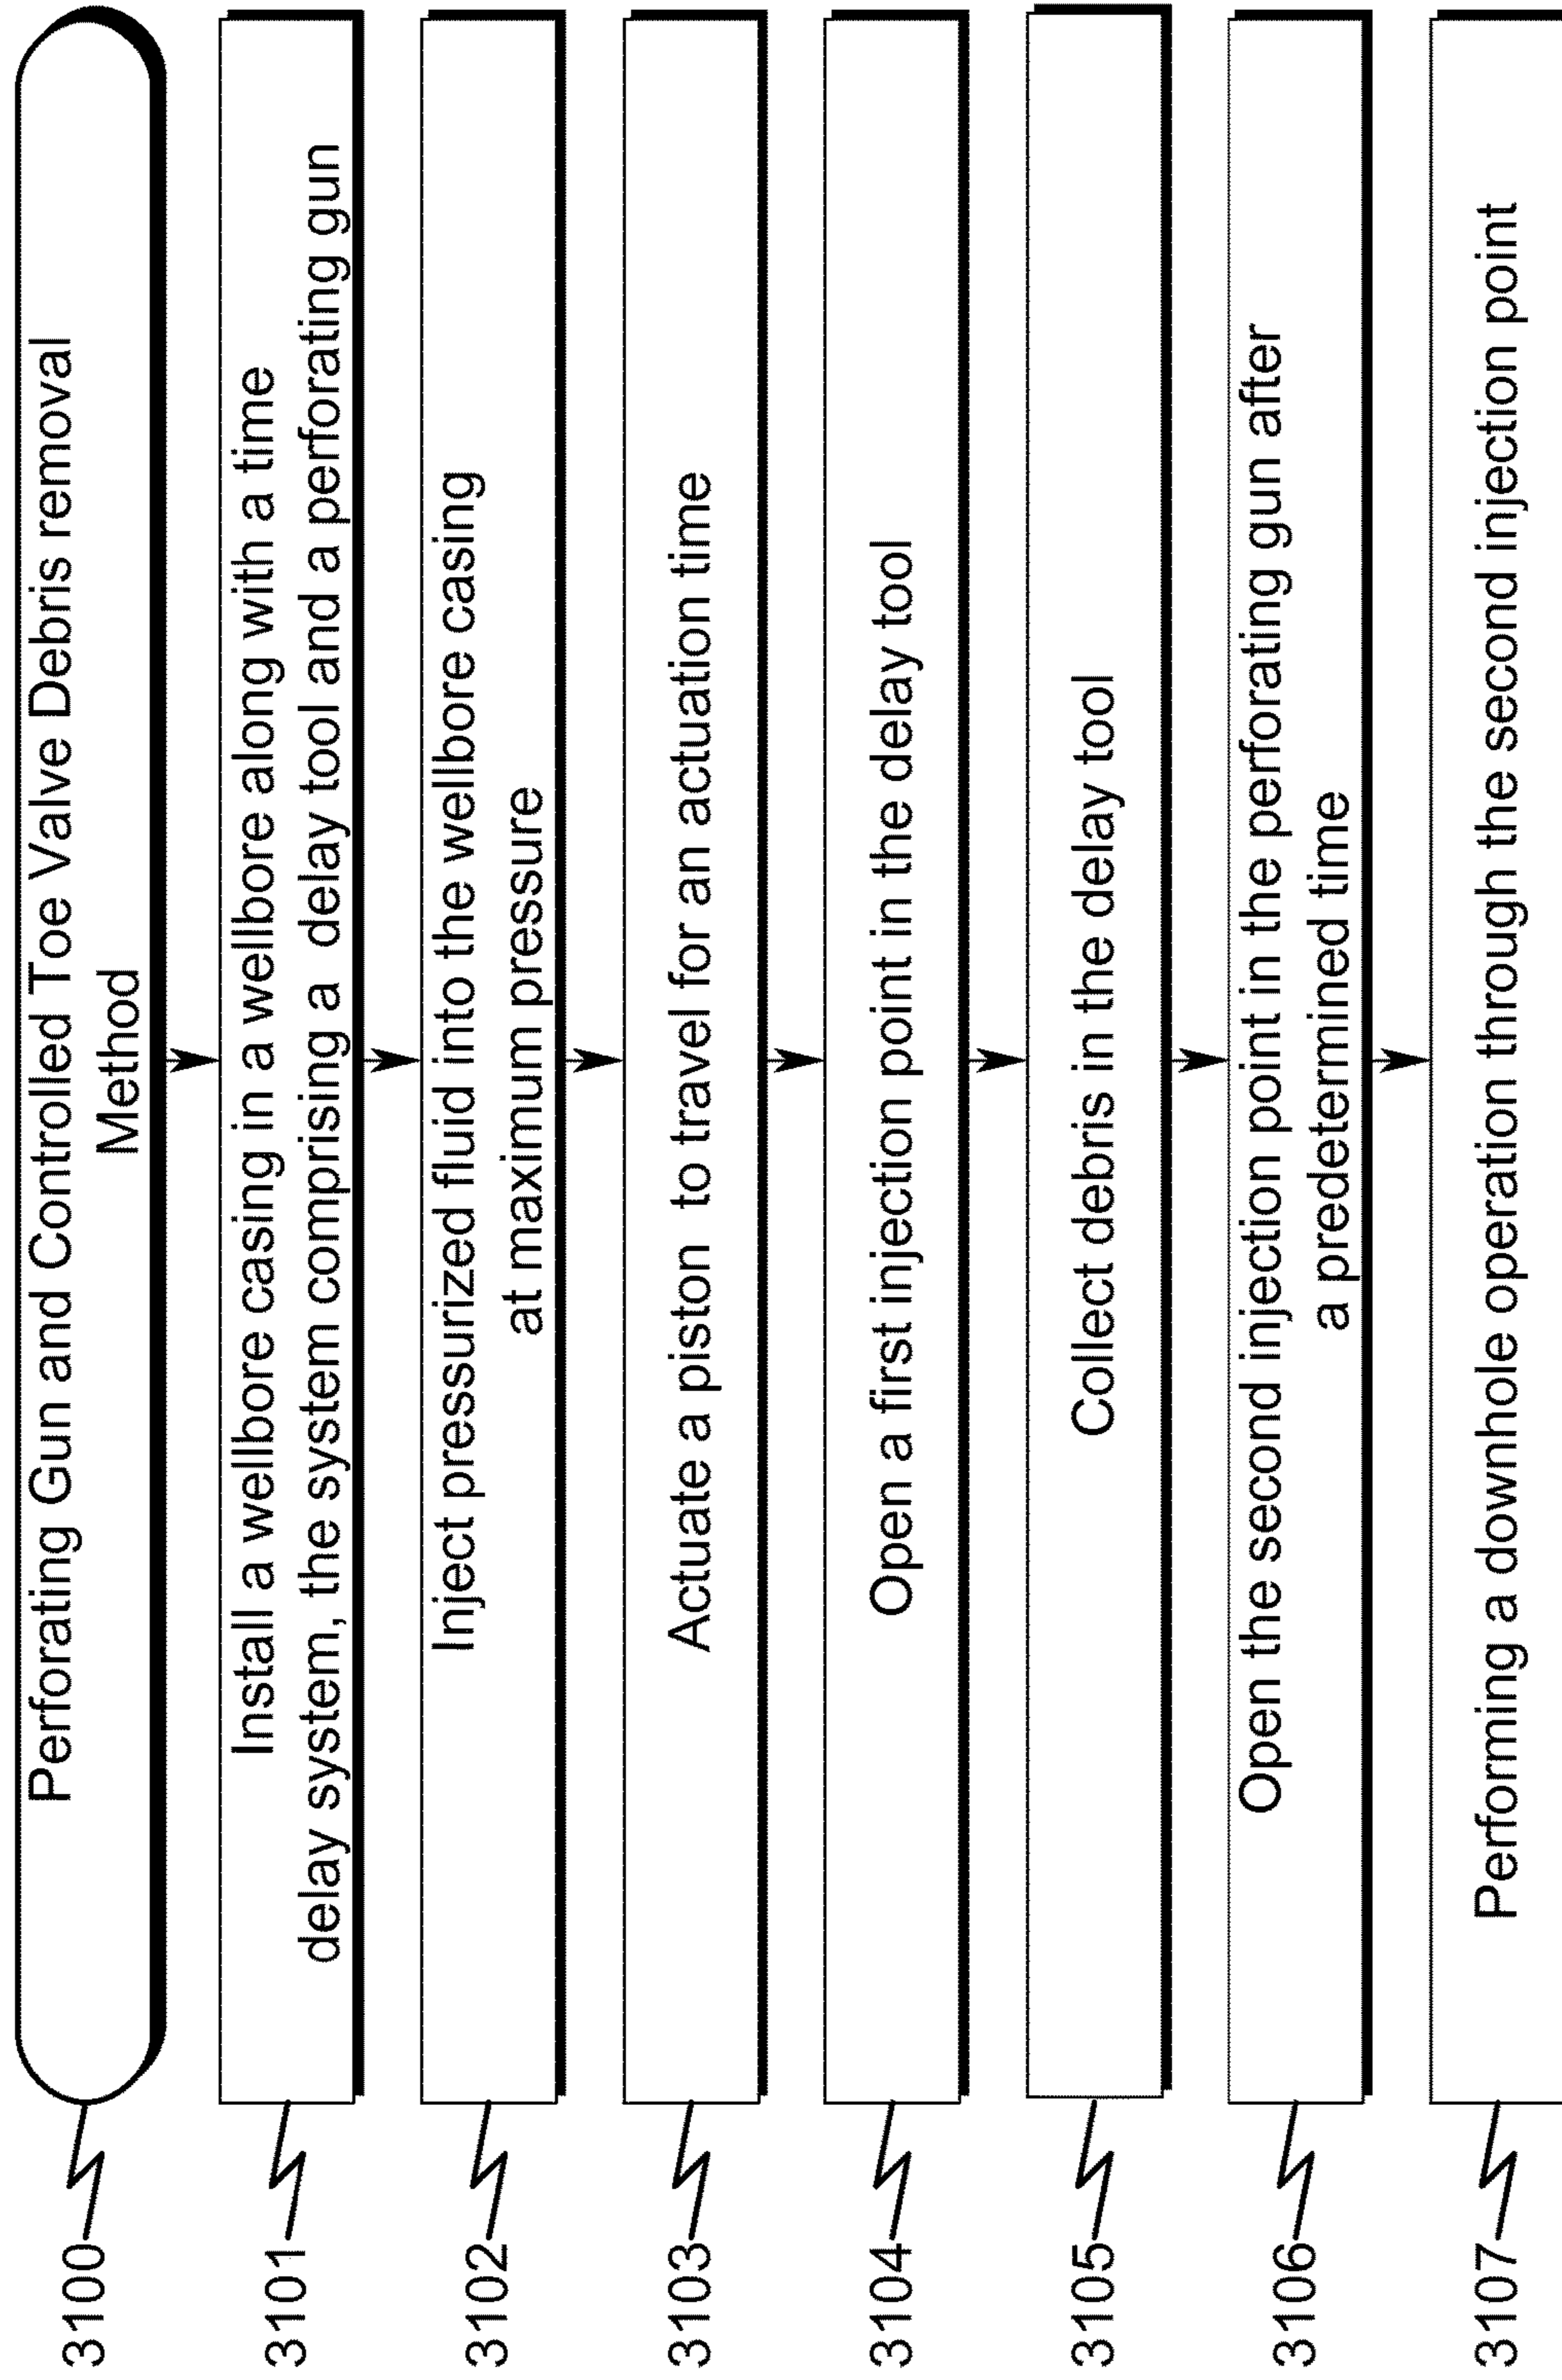 3100
Perforating Gun and Controlled Toe Valve Debris removal
Method
3101
Install a wellbore casing in a wellbore along with a time
delay system, the system comprising a delay tool and a perforating gun
3102
Inject pressurized fluid into the wellbore casing
at maximum pressure
3103
Actuate a piston to travel for an actuation time
3104
Open a first injection point in the delay tool
3105
Collect debris in the delay tool
3106
Open the second injection point in the perforating gun after
a predetermined time
3107
Performing a downhole operation through the second injection point